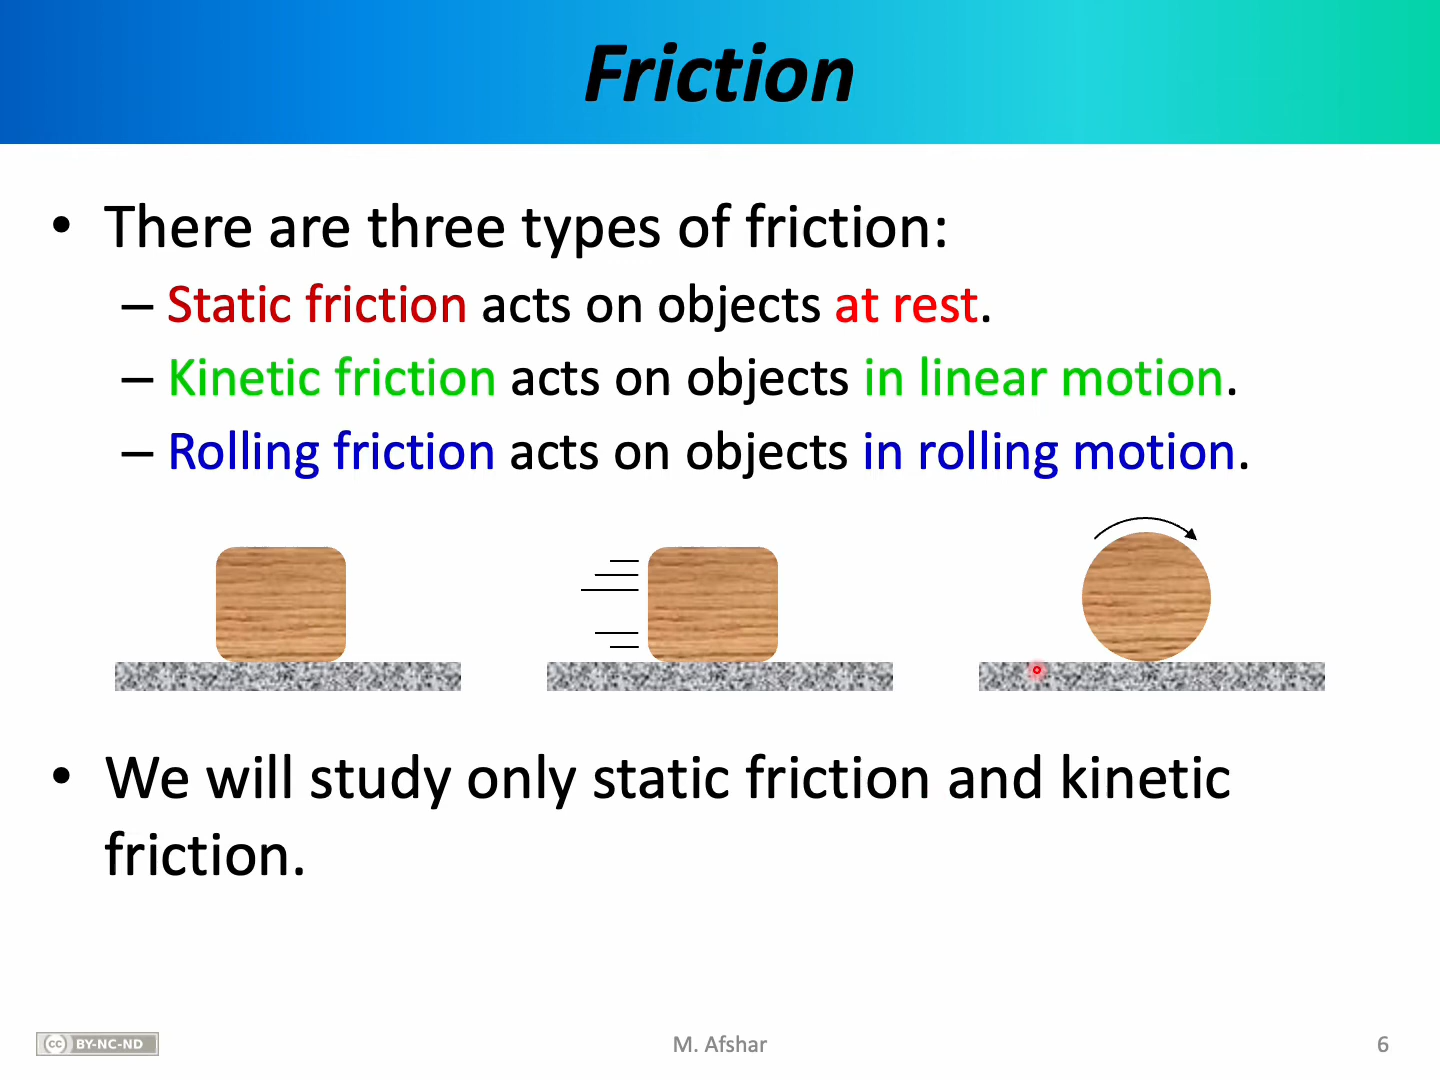 Friction
• There are three types of friction:
– Static friction acts on objects at rest.
– Kinetic friction acts on objects in linear motion.
– Rolling friction acts on objects in rolling motion.
• We will study only static friction and kinetic
friction.
cc BY-NC-ND
M. Afshar
6